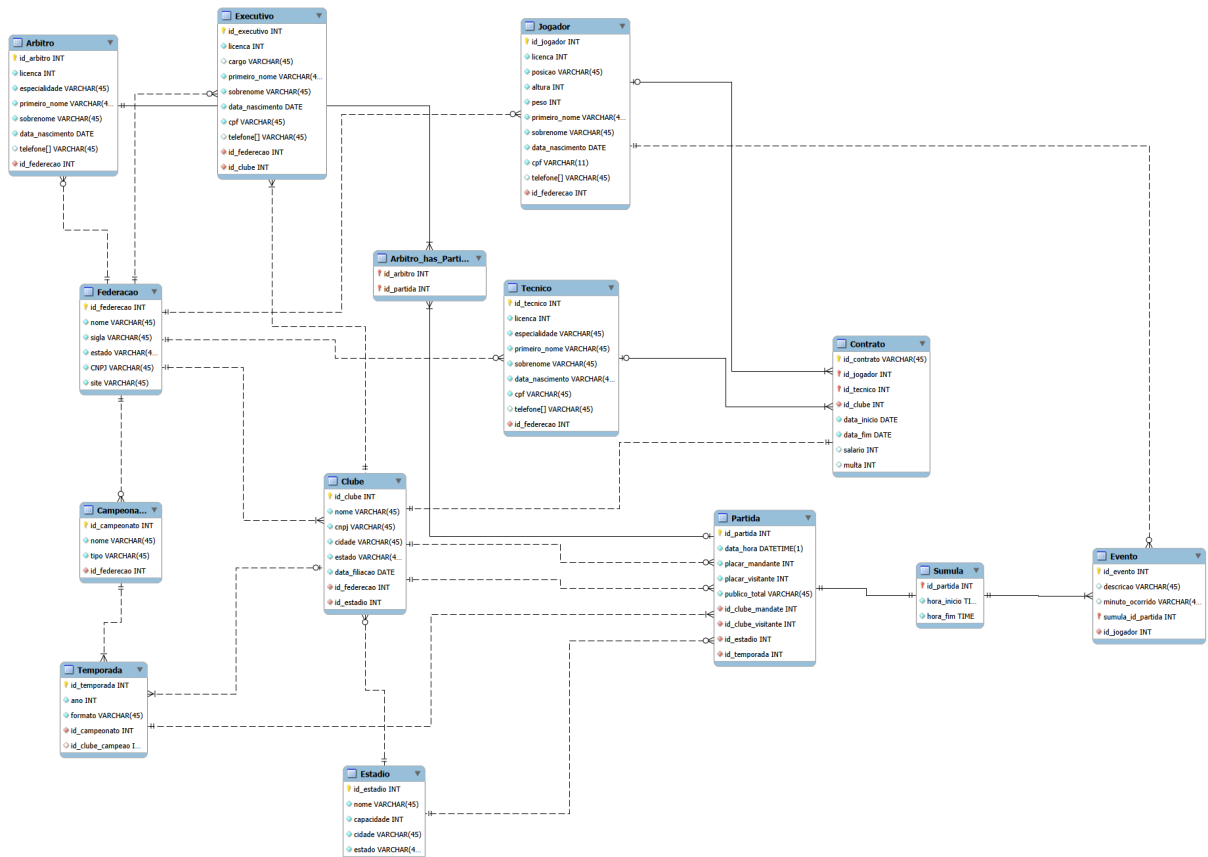 Executivo
id_executivo INT
licenca INT
cargo VARCHAR(45)
primeiro_nome VARCHAR(4...
sobrenome VARCHAR(45)
data_nascimento DATE
cpf VARCHAR(45)
telefone[] VARCHAR(45)
id_federecao INT
id_clube INT
Jogador
id_jogador INT
licenca INT
posicao VARCHAR(45)
altura INT
peso INT
primeiro_nome VARCHAR(4...
sobrenome VARCHAR(45)
data_nascimento DATE
cpf VARCHAR(11)
telefone[] VARCHAR(45)
id_federecao INT
Arbitro
id_arbitro INT
licenca INT
especialidade VARCHAR(45)
primeiro_nome VARCHAR(4...
sobrenome VARCHAR(45)
data_nascimento DATE
telefone[] VARCHAR(45)
id_federecao INT
Arbitro_has_Parti...
id_arbitro INT
id_partida INT
Federacao
id_federecao INT
nome VARCHAR(45)
sigla VARCHAR(45)
estado VARCHAR(4...
CNPJ VARCHAR(45)
site VARCHAR(45)
Tecnico
id_tecnico INT
licenca INT
especialidade VARCHAR(45)
primeiro_nome VARCHAR(45)
sobrenome VARCHAR(45)
data_nascimento VARCHAR(4...
cpf VARCHAR(45)
telefone[] VARCHAR(45)
id_federecao INT
Contrato
id_contrato VARCHAR(45)
id_jogador INT
id_tecnico INT
id_clube INT
data_inicio DATE
data_fim DATE
salario INT
multa INT
Clube
id_clube INT
nome VARCHAR(45)
cnpj VARCHAR(45)
cidade VARCHAR(45)
estado VARCHAR(4...
data_filiacao DATE
id_federecao INT
id_estadio INT
Campeona...
id_campeonato INT
nome VARCHAR(45)
tipo VARCHAR(45)
id_federecao INT
Partida
id_partida INT
data_hora DATETIME(1)
placar_mandante INT
placar_visitante INT
publico_total VARCHAR(45)
id_clube_mandate INT
id_clube_visitante INT
id_estadio INT
id_temporada INT
Sumula
id_partida INT
hora_inicio TI...
hora_fim TIME
Evento
id_evento INT
descricao VARCHAR(45)
minuto_ocorrido VARCHAR(4...
sumula_id_partida INT
id_jogador INT
Temporada
id_temporada INT
ano INT
formato VARCHAR(45)
id_campeonato INT
id_clube_campeao I...
Estadio
id_estadio INT
nome VARCHAR(45)
capacidade INT
cidade VARCHAR(45)
estado VARCHAR(4...